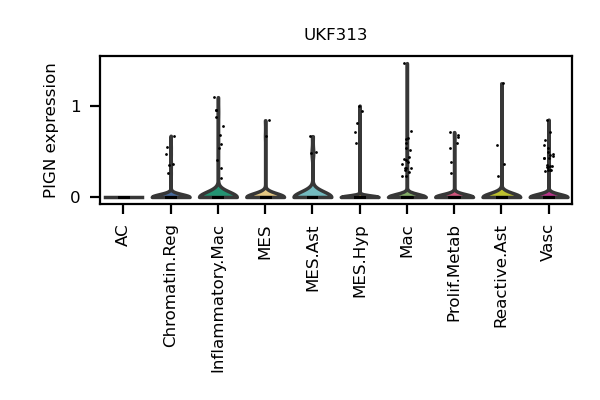 UKF313
PIGN expression
1
0
AC
Chromatin.Reg
Inflammatory.Mac
MES
MES.Ast
MES.Hyp
Mac
Prolif.Metab
Reactive.Ast
Vasc